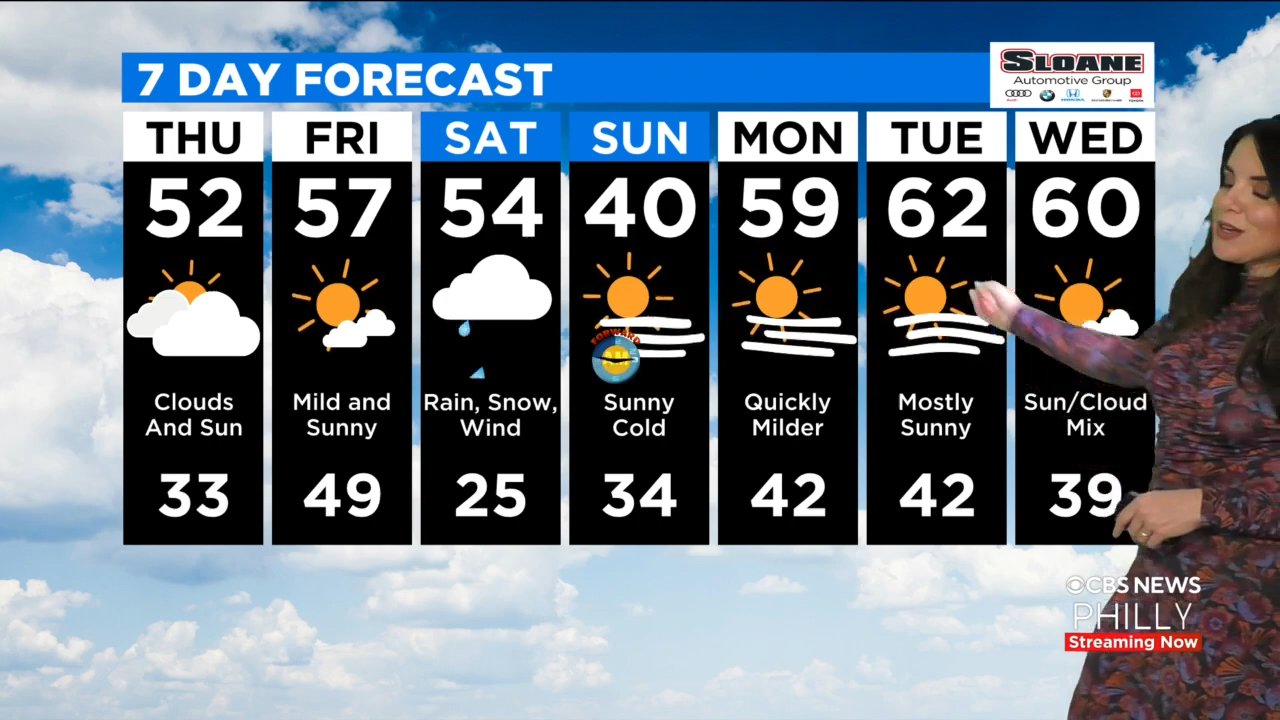 7 DAY FORECAST
SLOANE
Automotive Group
THU FRI SAT SUN MON TUE WED
52 57 54 40 59 62 60
FORWARD
Clouds And Sun
Mild and Sunny
Rain, Snow, Wind
Sunny Cold
Quickly Milder
Mostly Sunny
Sun/Cloud Mix
33 49 25 34 42 42 39
CBS NEWS
PHILLY
Streaming Now